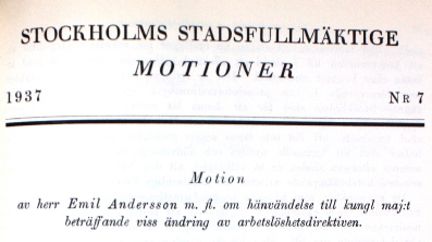 STOCKHOLMS STADSFULLMÄKTIGE
MOTIONER
1937 NR 7
Motion
av herr Emil Andersson m. fl. om hänvändelse till kungl maj:t
beträffande viss ändring av arbetslöshetsdirektiven.